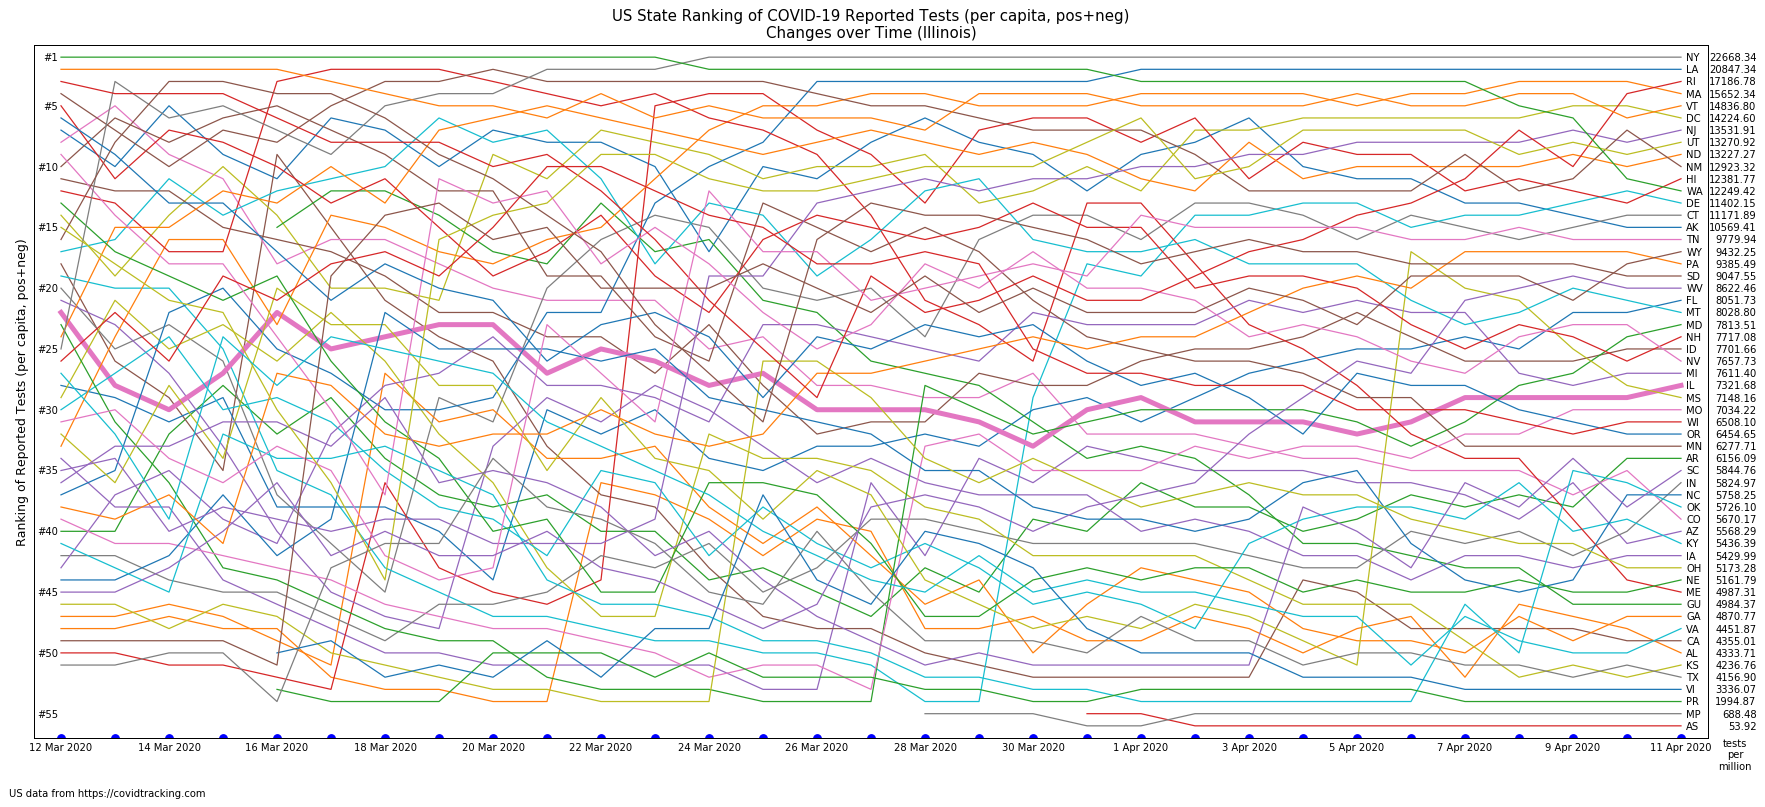 US State Ranking of COVID-19 Reported Tests (per capita, pos+neg)
Changes over Time (Illinois)
Ranking of Reported Tests (per capita, pos+neg)
#1
#5
#10
#15
#20
#25
#30
#35
#40
#45
#50
#55
NY 22668.34
LA 20847.34
RI 17186.78
MA 15652.34
VT 14836.80
DC 14224.60
NJ 13531.91
UT 13270.92
ND 13227.27
NM 12923.32
HI 12381.77
WA 12249.42
DE 11402.15
CT 11171.89
AK 10569.41
TN 9779.94
WY 9432.25
PA 9385.49
SD 9047.55
WV 8622.46
FL 8051.73
MT 8028.80
MD 7813.51
NH 7717.08
ID 7701.66
NV 7657.73
MI 7611.40
IL 7321.68
MS 7148.16
MO 7034.22
WI 6508.10
OR 6454.65
MN 6277.71
AR 6156.09
SC 5844.76
IN 5824.97
NC 5758.25
OK 5726.10
CO 5670.17
AZ 5568.29
KY 5436.39
IA 5429.99
OH 5173.28
NE 5161.79
ME 4987.31
GU 4984.37
GA 4870.77
VA 4451.87
CA 4355.01
AL 4333.71
KS 4236.76
TX 4156.90
VI 3336.07
PR 1994.87
MP 688.48
AS 53.92
12 Mar 2020 14 Mar 2020 16 Mar 2020 18 Mar 2020 20 Mar 2020 22 Mar 2020 24 Mar 2020 26 Mar 2020 28 Mar 2020 30 Mar 2020 1 Apr 2020 3 Apr 2020 5 Apr 2020 7 Apr 2020 9 Apr 2020 11 Apr 2020
tests
per
million
US data from https://covidtracking.com